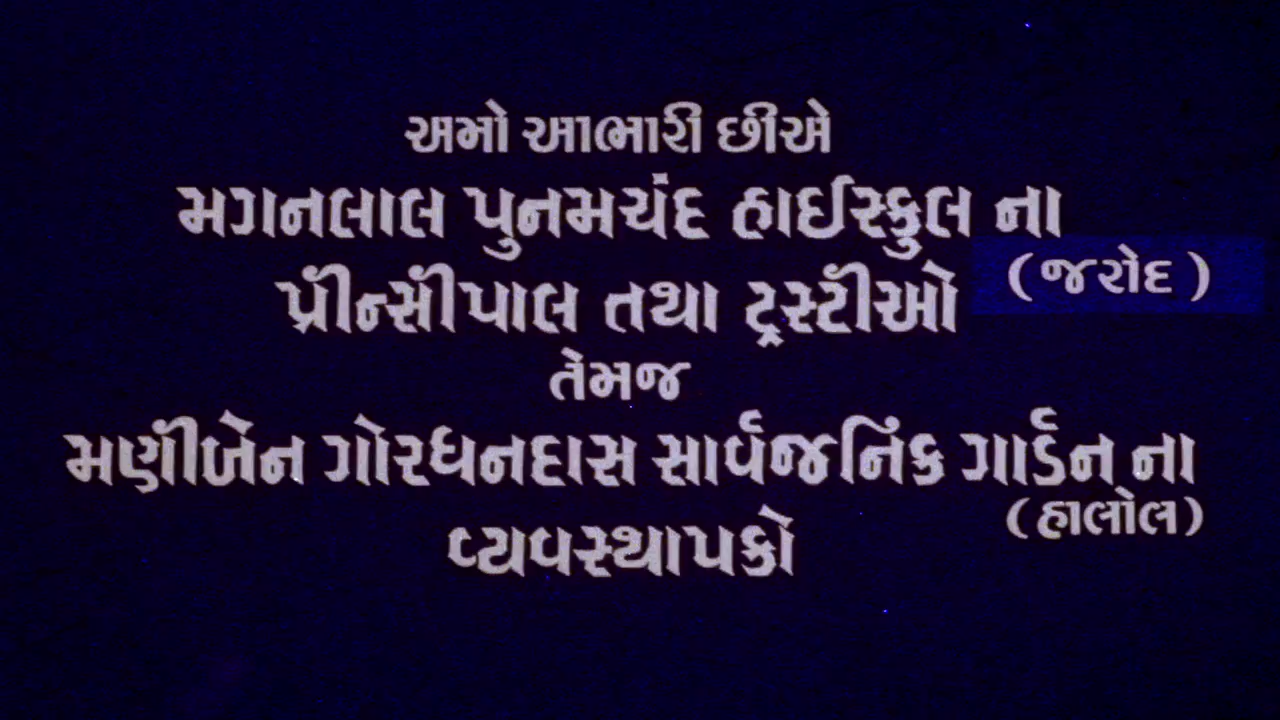 અમો આભારી છીએ
મગનલાલ પુનમચંદ હાઈસ્કુલ ના
(જરોદ)
પ્રીન્સીપાલ તથા ટ્રસ્ટીઓ
તેમજ
મણીબેન ગોરધનદાસ સાર્વજનિક ગાર્ડન ના
(હાલોલ)
વ્યવસ્થાપકો